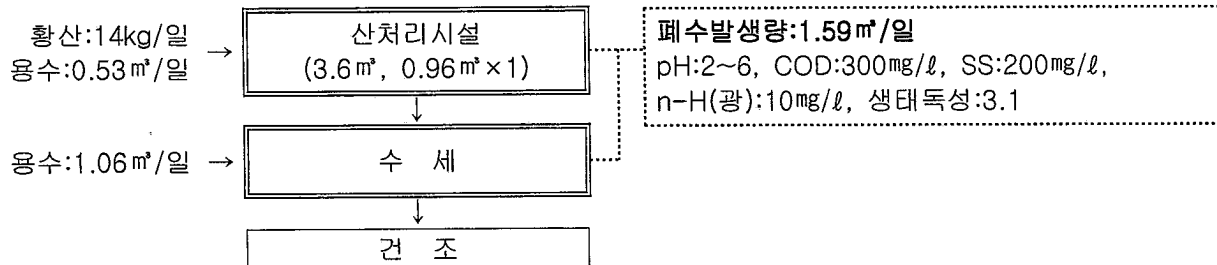 황산:14kg/일 →
용수:0.53㎥/일
산처리시설
(3.6㎥, 0.96㎥×1)
폐수발생량:1.59㎥/일
pH:2~6, COD:300㎎/ℓ, SS:200㎎/ℓ,
n-H(광):10㎎/ℓ, 생태독성:3.1
↓
용수:1.06㎥/일 →
수 세
↓
건 조